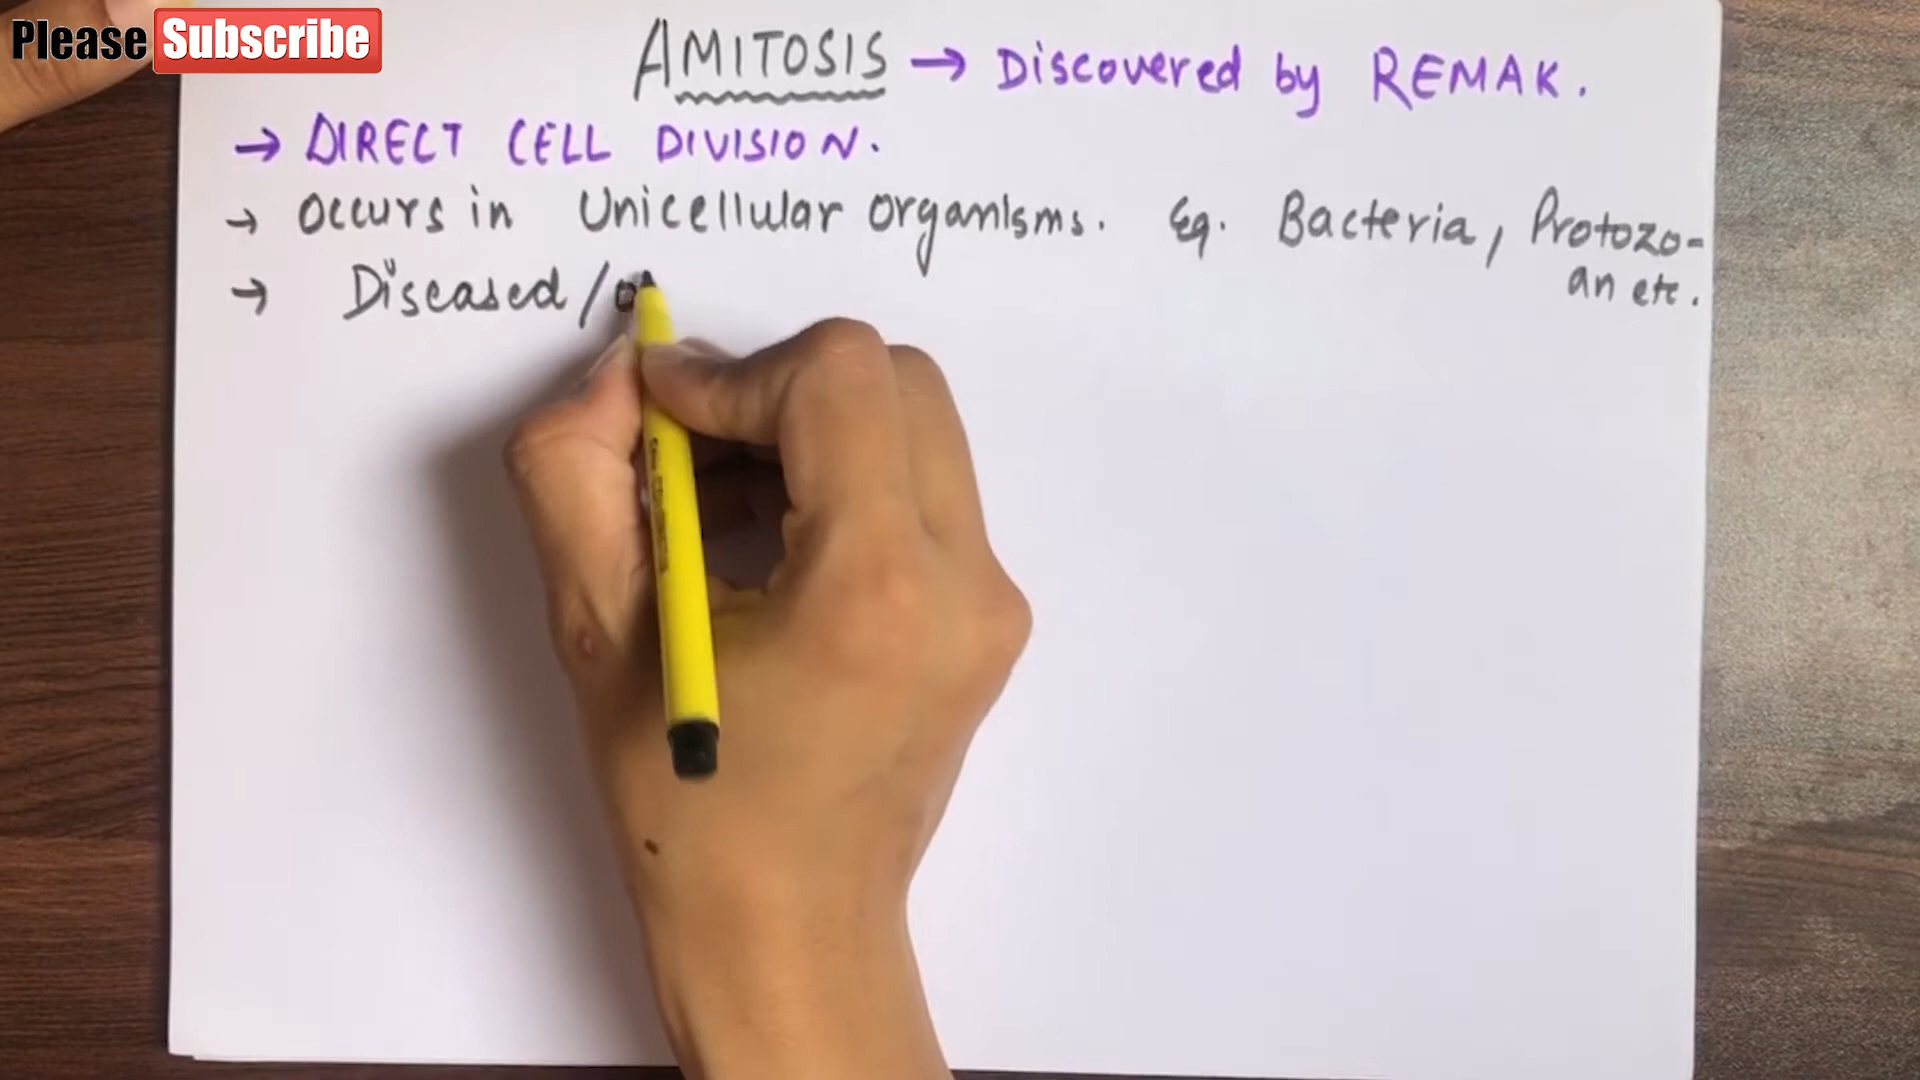 Please Subscribe
AMITOSIS → Discovered by REMAK.
→ DIRECT CELL DIVISION.
→ Occurs in Unicellular organisms. Eg. Bacteria, Protozo-
an etc.
→ Diseased /